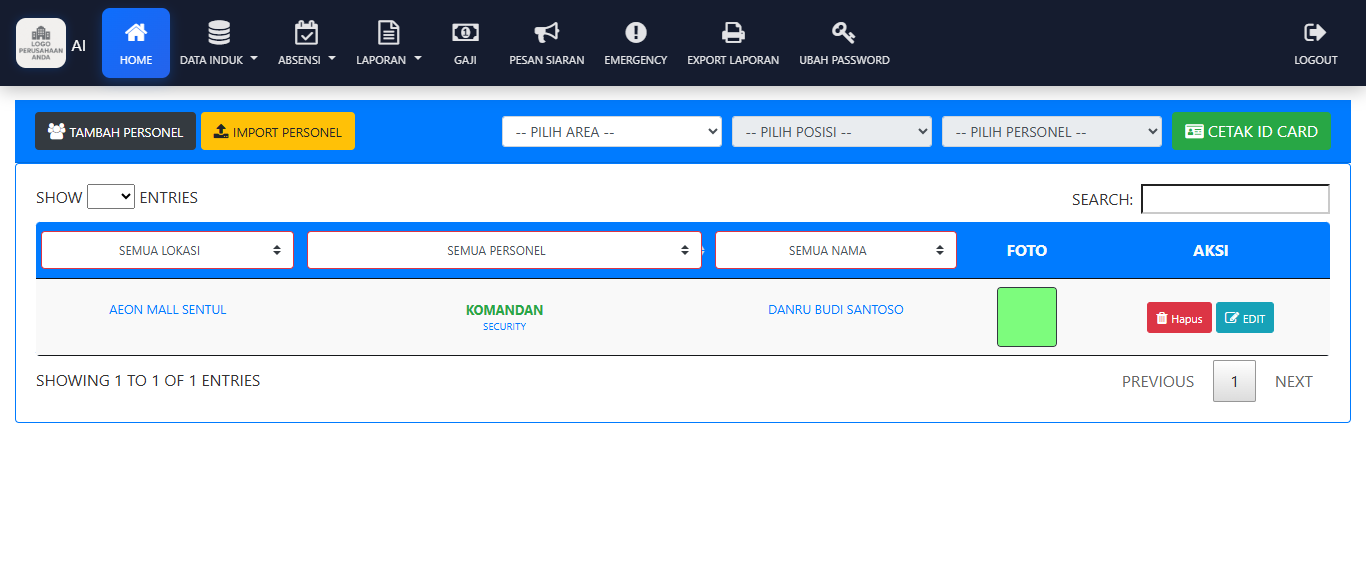 LOGO
PERUSAHAAN
ANDA
AI
HOME
DATA INDUK
ABSENSI
LAPORAN
GAJI
PESAN SIARAN
EMERGENCY
EXPORT LAPORAN
UBAH PASSWORD
LOGOUT
TAMBAH PERSONEL
IMPORT PERSONEL
-- PILIH AREA --
-- PILIH POSISI --
-- PILIH PERSONEL --
CETAK ID CARD
SHOW ENTRIES
SEARCH:
SEMUA LOKASI
SEMUA PERSONEL
SEMUA NAMA
FOTO
AKSI
AEON MALL SENTUL
KOMANDAN
SECURITY
DANRU BUDI SANTOSO
Hapus
EDIT
SHOWING 1 TO 1 OF 1 ENTRIES
PREVIOUS
1
NEXT